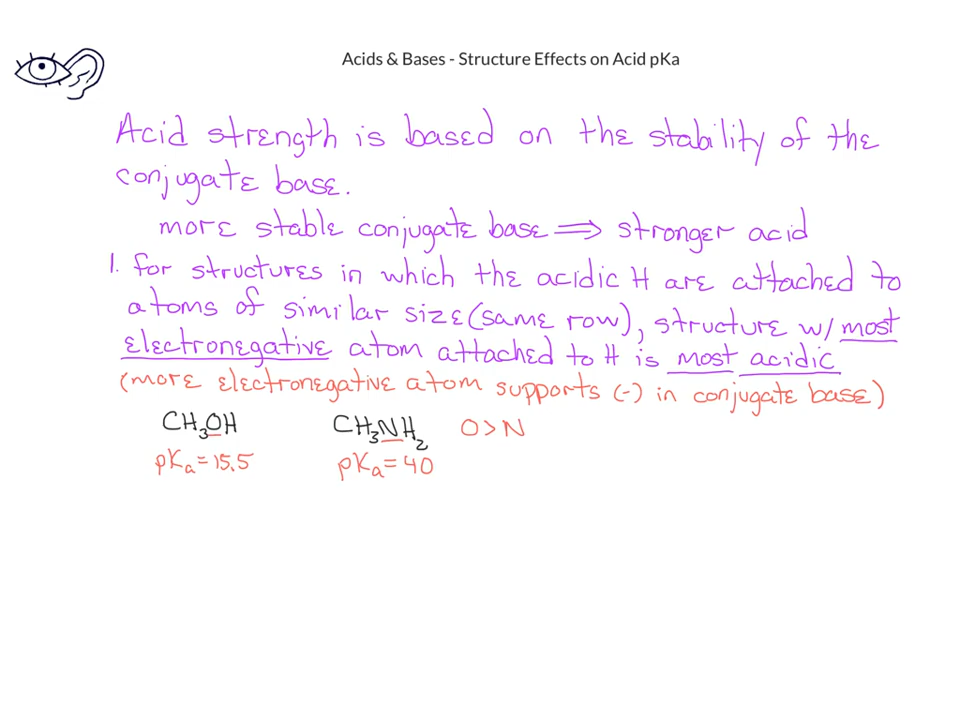 Acids & Bases - Structure Effects on Acid pKa
Acid strength is based on the stability of the
conjugate base.
more stable conjugate base ⟹ stronger acid
1. for structures in which the acidic H are attached to
atoms of similar size (same row), structure w/ most
electronegative atom attached to H is most acidic
(more electronegative atom supports (-) in conjugate base)
CH₃OH CH₃NH₂ O>N
pKₐ=15.5 pKₐ=40